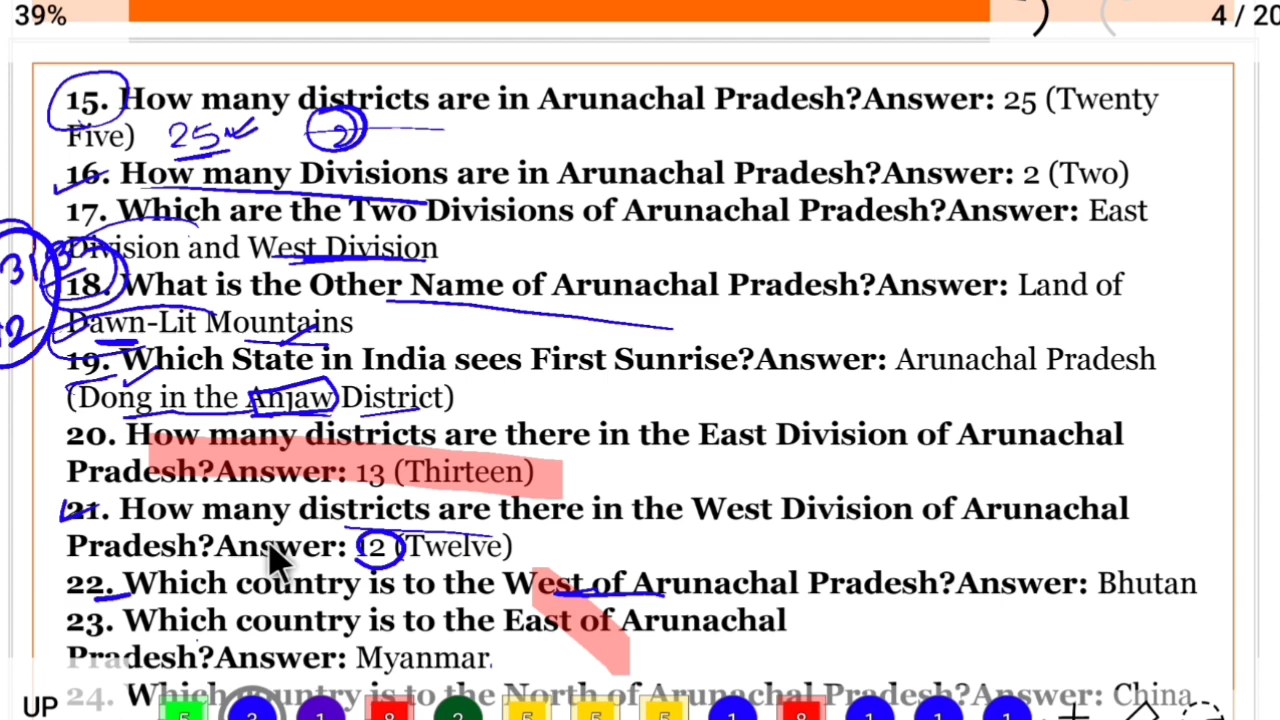 39%
4 / 20
15. How many districts are in Arunachal Pradesh?Answer: 25 (Twenty
Five) 25 2
16. How many Divisions are in Arunachal Pradesh?Answer: 2 (Two)
17. Which are the Two Divisions of Arunachal Pradesh?Answer: East
Division and West Division
18. What is the Other Name of Arunachal Pradesh?Answer: Land of
Dawn-Lit Mountains
19. Which State in India sees First Sunrise?Answer: Arunachal Pradesh
(Dong in the Anjaw District)
20. How many districts are there in the East Division of Arunachal
Pradesh?Answer: 13 (Thirteen)
21. How many districts are there in the West Division of Arunachal
Pradesh?Answer: 12 (Twelve)
22. Which country is to the West of Arunachal Pradesh?Answer: Bhutan
23. Which country is to the East of Arunachal
Pradesh?Answer: Myanmar.
24. Which country is to the North of Arunachal Pradesh?Answer: China
UP